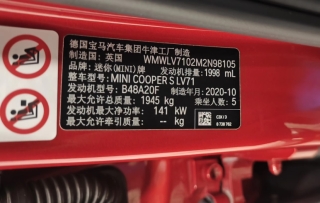 德国宝马汽车集团牛津工厂制造
制造国：英国 WMWLV7102M2N98105
品牌：迷你(MINI)牌 发动机排量：1998 mL
整车型号：MINI COOPER S LV71
发动机型号：B48A20F 制造年月：2020-10
最大允许总质量：1945 kg 乘坐人数：5
发动机最大净功率： 141 kW
最大允许牵引质量： - kg